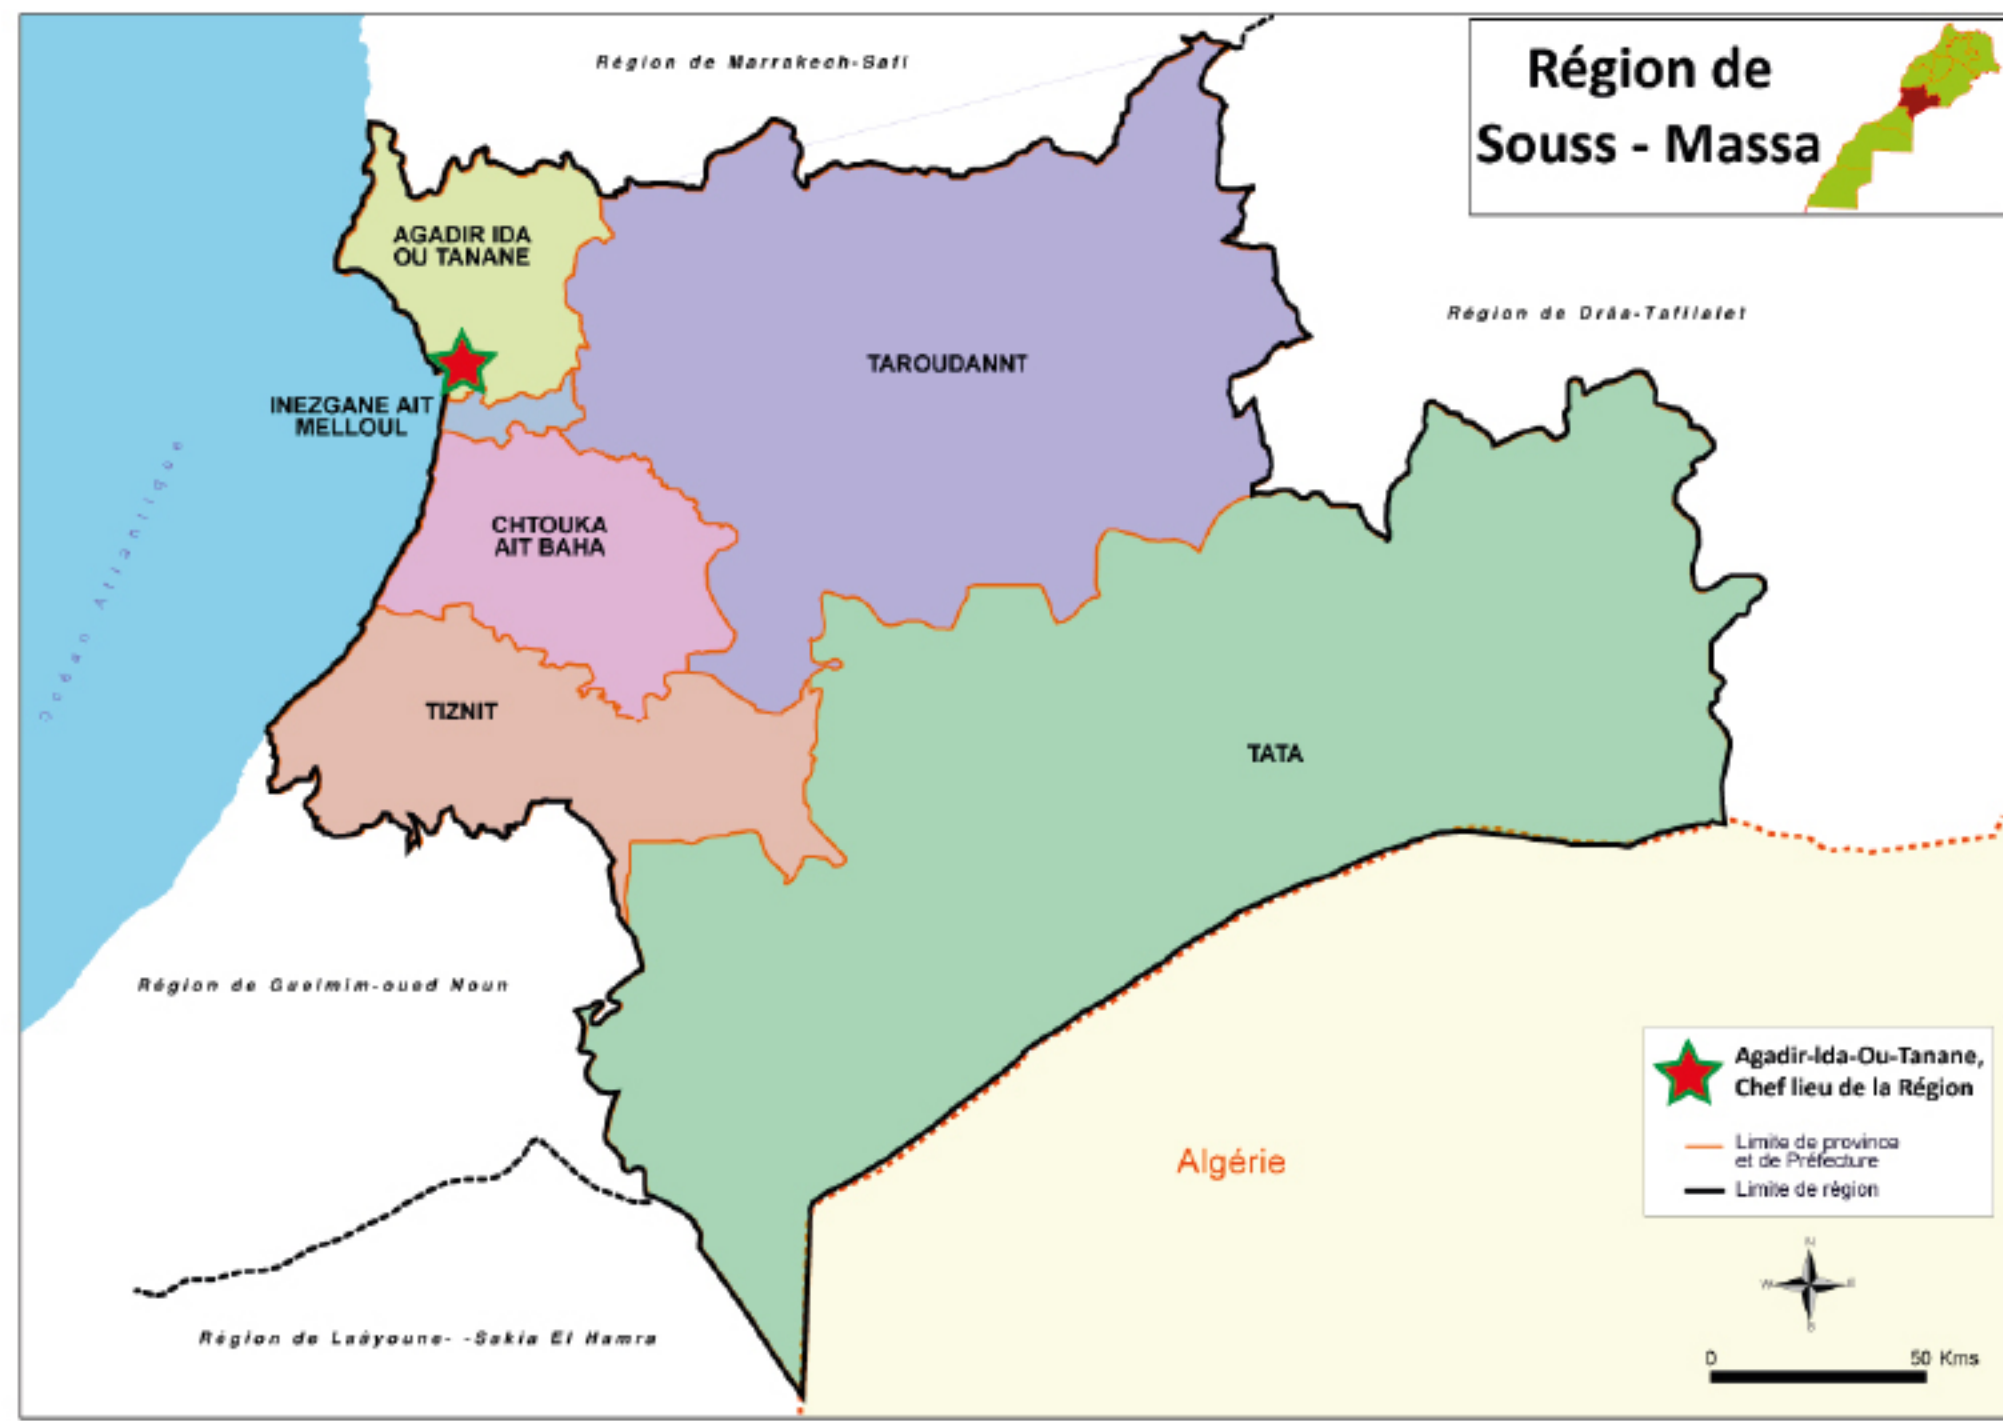 Région de Marrakech-Safi
Région de
Souss - Massa
AGADIR IDA
OU TANANE
Région de Drâa-Tafilalet
TAROUDANNT
INEZGANE AIT
MELLOUL
Océan Atlantique
CHTOUKA
AIT BAHA
TIZNIT
TATA
Région de Guelmim-oued Noun
Agadir-Ida-Ou-Tanane,
Chef lieu de la Région
Limite de province
et de Préfecture
Limite de région
Algérie
N
W E
S
Région de Laâyoune- -Sakia El Hamra
0 50 Kms